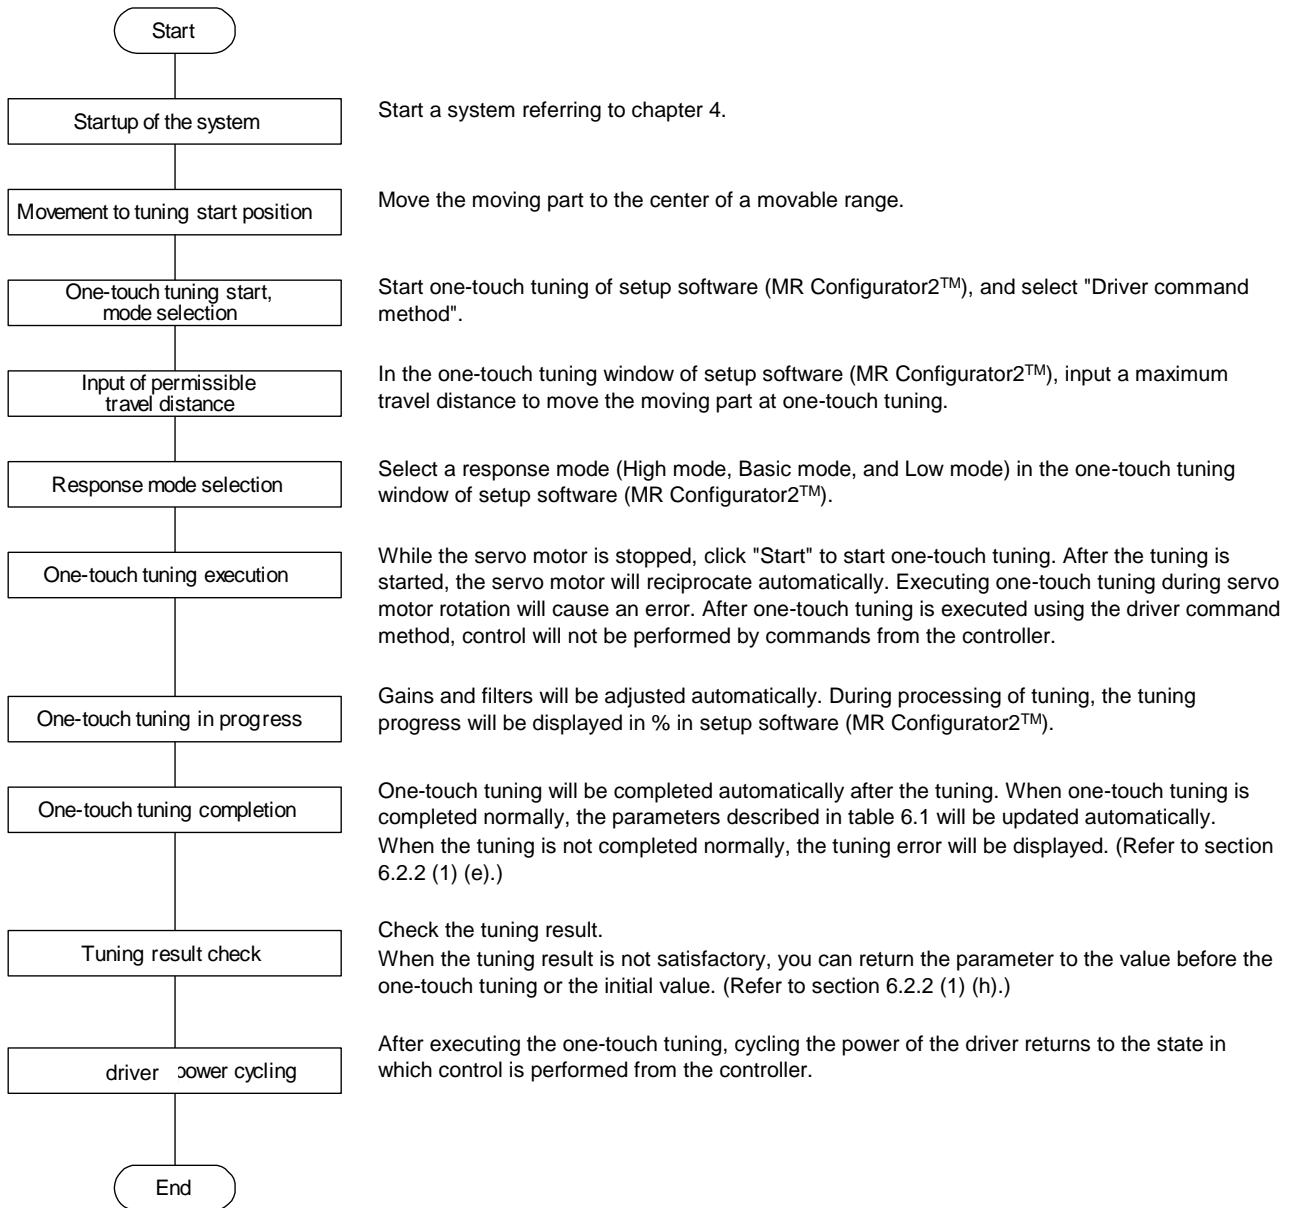 Start
Startup of the system
Start a system referring to chapter 4.
Movement to tuning start position
Move the moving part to the center of a movable range.
One-touch tuning start,
mode selection
Start one-touch tuning of setup software (MR Configurator2TM), and select "Driver command
method".
Input of permissible
travel distance
In the one-touch tuning window of setup software (MR Configurator2TM), input a maximum
travel distance to move the moving part at one-touch tuning.
Response mode selection
Select a response mode (High mode, Basic mode, and Low mode) in the one-touch tuning
window of setup software (MR Configurator2TM).
One-touch tuning execution
While the servo motor is stopped, click "Start" to start one-touch tuning. After the tuning is
started, the servo motor will reciprocate automatically. Executing one-touch tuning during servo
motor rotation will cause an error. After one-touch tuning is executed using the driver command
method, control will not be performed by commands from the controller.
One-touch tuning in progress
Gains and filters will be adjusted automatically. During processing of tuning, the tuning
progress will be displayed in % in setup software (MR Configurator2TM).
One-touch tuning completion
One-touch tuning will be completed automatically after the tuning. When one-touch tuning is
completed normally, the parameters described in table 6.1 will be updated automatically.
When the tuning is not completed normally, the tuning error will be displayed. (Refer to section
6.2.2 (1) (e).)
Tuning result check
Check the tuning result.
When the tuning result is not satisfactory, you can return the parameter to the value before the
one-touch tuning or the initial value. (Refer to section 6.2.2 (1) (h).)
driver power cycling
After executing the one-touch tuning, cycling the power of the driver returns to the state in
which control is performed from the controller.
End